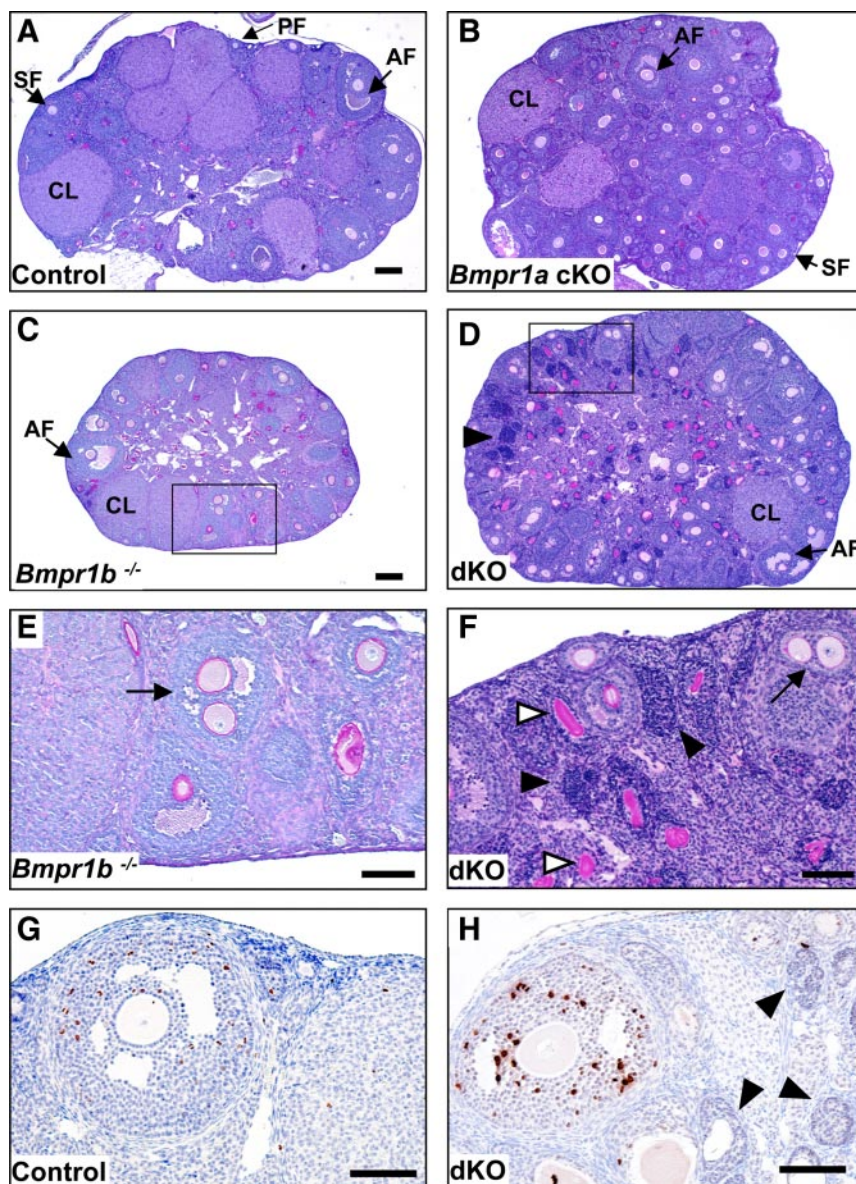 A
PF
AF
SF
CL
Control
B
AF
CL
Bmpr1a cKO
SF
C
AF
CL
Bmpr1b -/-
D
CL
AF
dKO
E
Bmpr1b -/-
F
dKO
G
Control
H
dKO